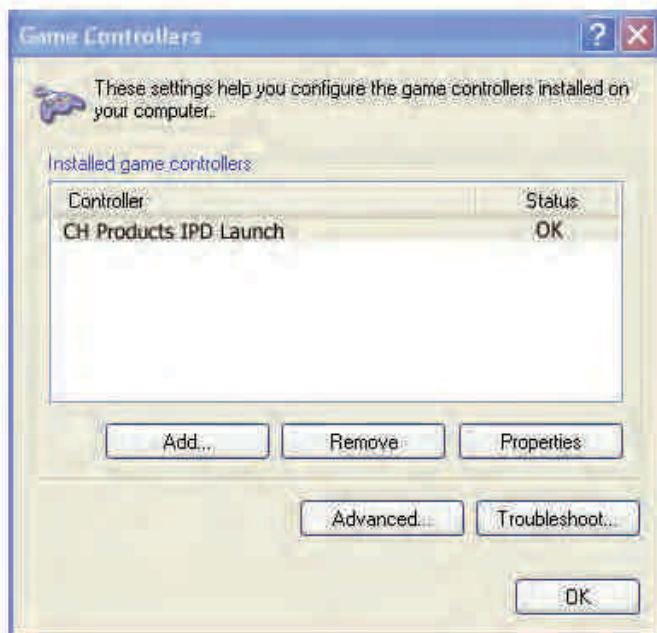 Game Controllers
These settings help you configure the game controllers installed on
your computer.
Installed game controllers
Controller Status
CH Products IPD Launch OK
Add... Remove Properties
Advanced... Troubleshoot...
OK